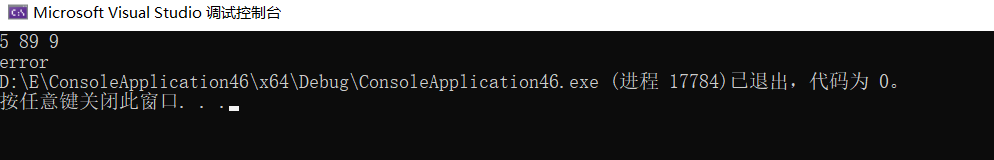 Microsoft Visual Studio 调试控制台
5 89 9
error
D:\E\ConsoleApplication46\x64\Debug\ConsoleApplication46.exe (进程 17784)已退出，代码为 0。
按任意键关闭此窗口. . .